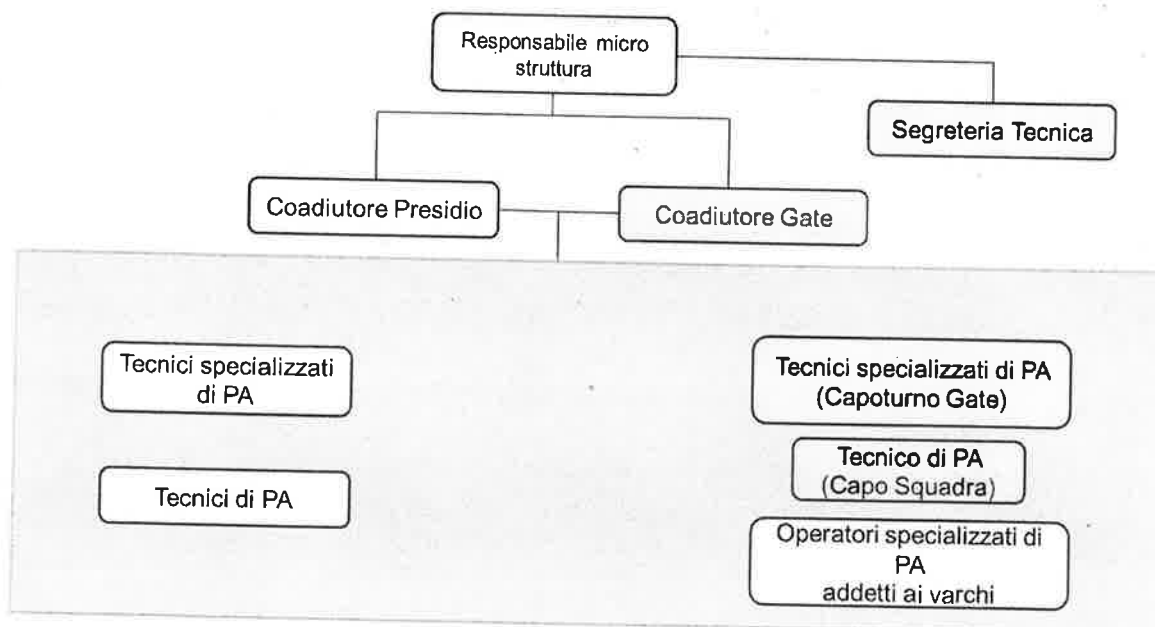 Responsabile micro
struttura
Segreteria Tecnica
Coadiutore Presidio
Coadiutore Gate
Tecnici specializzati
di PA
Tecnici di PA
Tecnici specializzati di PA
(Capoturno Gate)
Tecnico di PA
(Capo Squadra)
Operatori specializzati di
PA
addetti ai varchi